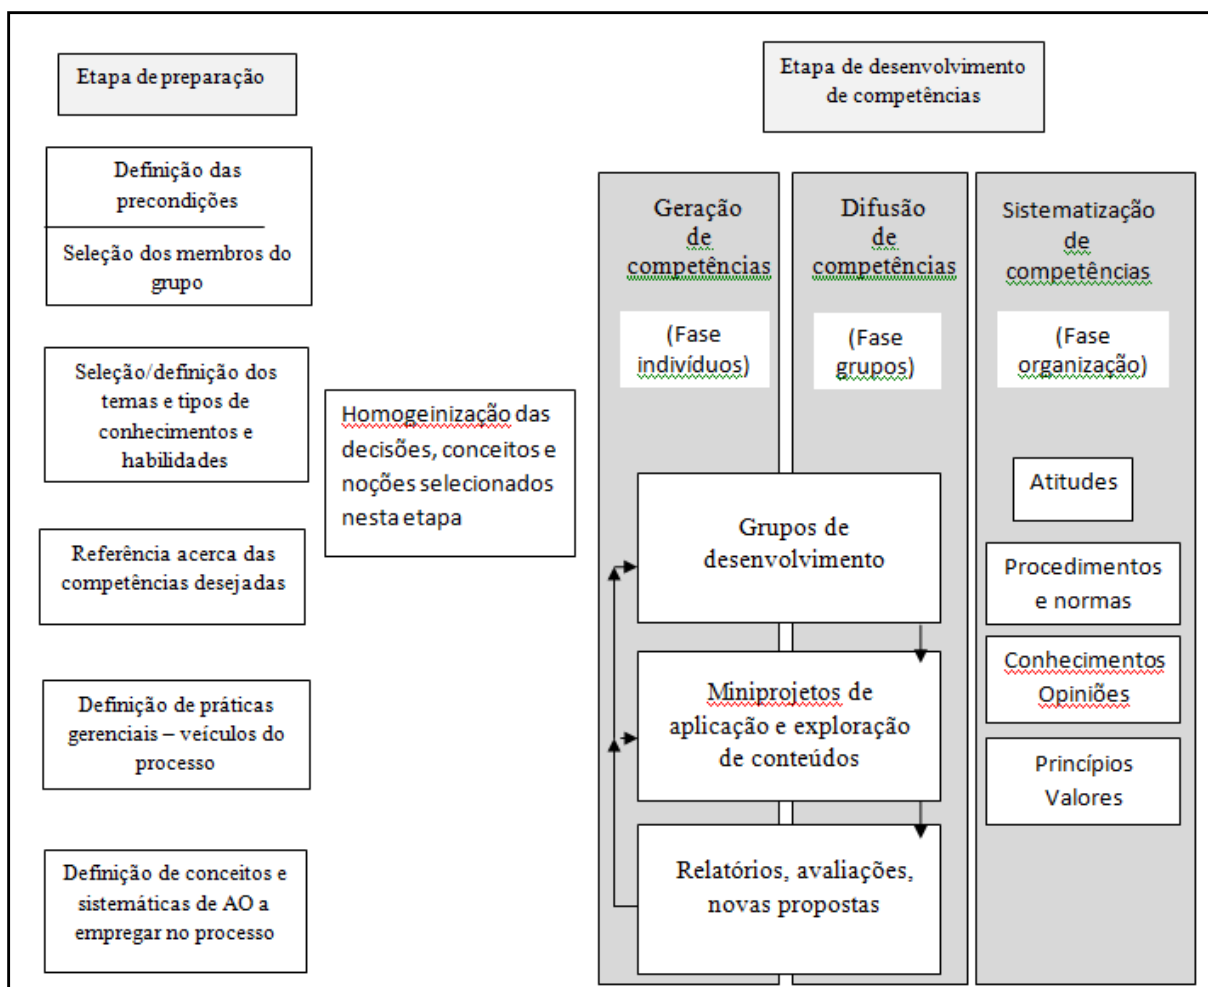 Etapa de preparação
Definição das
precondições
Seleção dos membros do
grupo
Seleção/definição dos
temas e tipos de
conhecimentos e
habilidades
Referência acerca das
competências desejadas
Definição de práticas
gerenciais – veículos do
processo
Definição de conceitos e
sistemáticas de AO a
empregar no processo
Homogeinização das
decisões, conceitos e
noções selecionados
nesta etapa
Etapa de desenvolvimento
de competências
Geração
de
competências
(Fase
indivíduos)
Difusão
de
competências
(Fase
grupos)
Sistematização
de
competências
(Fase
organização)
Grupos de
desenvolvimento
Miniprojetos de
aplicação e exploração
de conteúdos
Relatórios, avaliações,
novas propostas
Atitudes
Procedimentos
e normas
Conhecimentos
Opiniões
Princípios
Valores